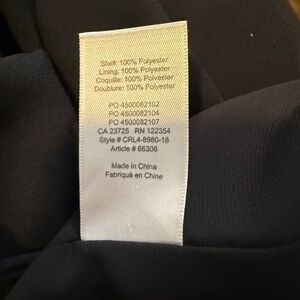 Shell: 100% Polyester
Lining: 100% Polyester
Coquille: 100% Polyester
Doublure: 100% Polyester
PO 4500082102
PO 4500082104
PO 4500082107
CA 23725 RN 122354
Style # CRL4-8980-18
Article # 66308
Made in China
Fabriqué en Chine